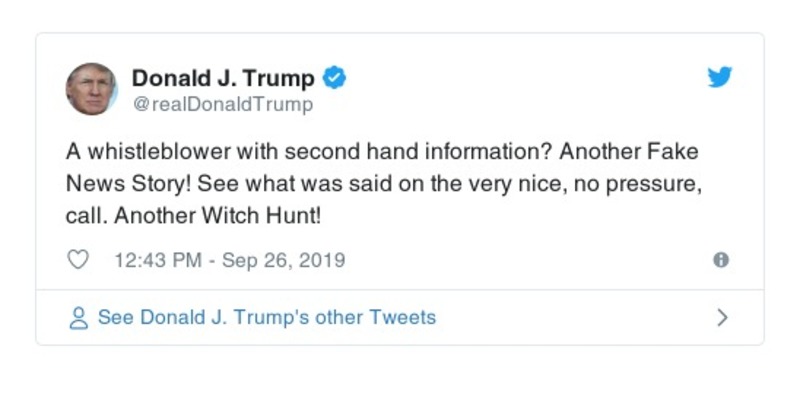 Donald J. Trump
@realDonaldTrump
A whistleblower with second hand information? Another Fake
News Story! See what was said on the very nice, no pressure,
call. Another Witch Hunt!
12:43 PM - Sep 26, 2019
See Donald J. Trump's other Tweets